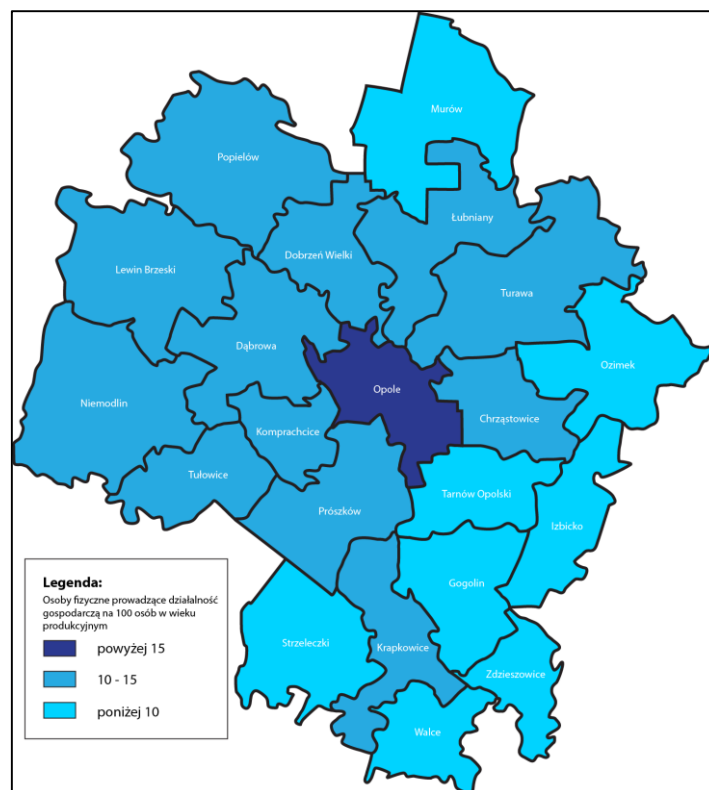 Murów
Popielów
Łubniany
Dobrzeń Wielki
Lewin Brzeski
Turawa
Dąbrowa
Ozimek
Opole
Niemodlin
Chrząstowice
Komprachcice
Tułowice
Tarnów Opolski
Prószków
Izbicko
Gogolin
Strzeleczki
Krapkowice
Zdzieszowice
Walce
Legenda:
Osoby fizyczne prowadzące działalność
gospodarczą na 100 osób w wieku
produkcyjnym
powyżej 15
10 - 15
poniżej 10